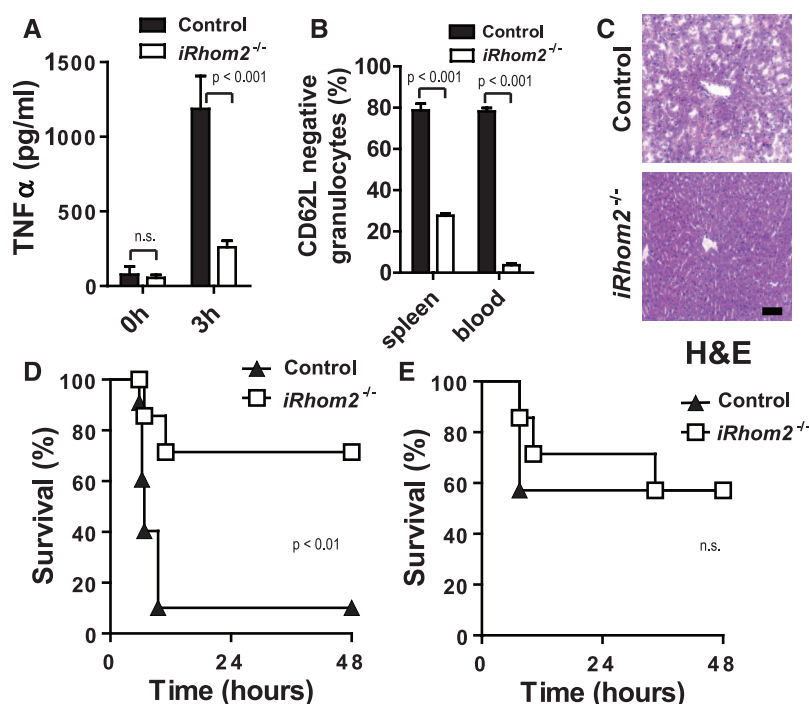 A
Control
iRhom2-/-
TNFα (pg/ml)
1500
1000
500
0
n.s.
p < 0.001
0h
3h
B
Control
iRhom2-/-
CD62L negative
granulocytes (%)
100
80
60
40
20
0
p < 0.001
p < 0.001
spleen
blood
C
Control
iRhom2-/-
H&E
D
Control
iRhom2-/-
Survival (%)
100
80
60
40
20
0
p < 0.01
0
24
48
Time (hours)
E
Control
iRhom2-/-
Survival (%)
100
80
60
40
20
0
n.s.
0
24
48
Time (hours)